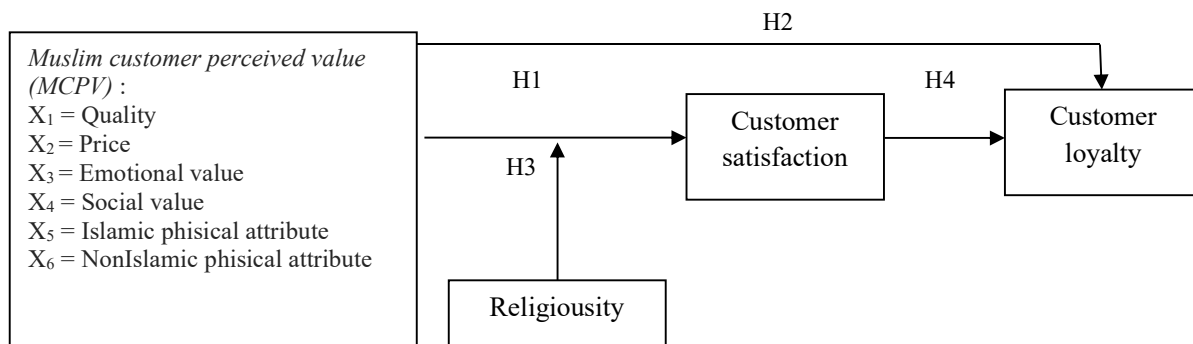 H2
Muslim customer perceived value
(MCPV) :
X1 = Quality
X2 = Price
X3 = Emotional value
X4 = Social value
X5 = Islamic phisical attribute
X6 = NonIslamic phisical attribute
H1
H3
Customer
satisfaction
H4
Customer
loyalty
Religiousity